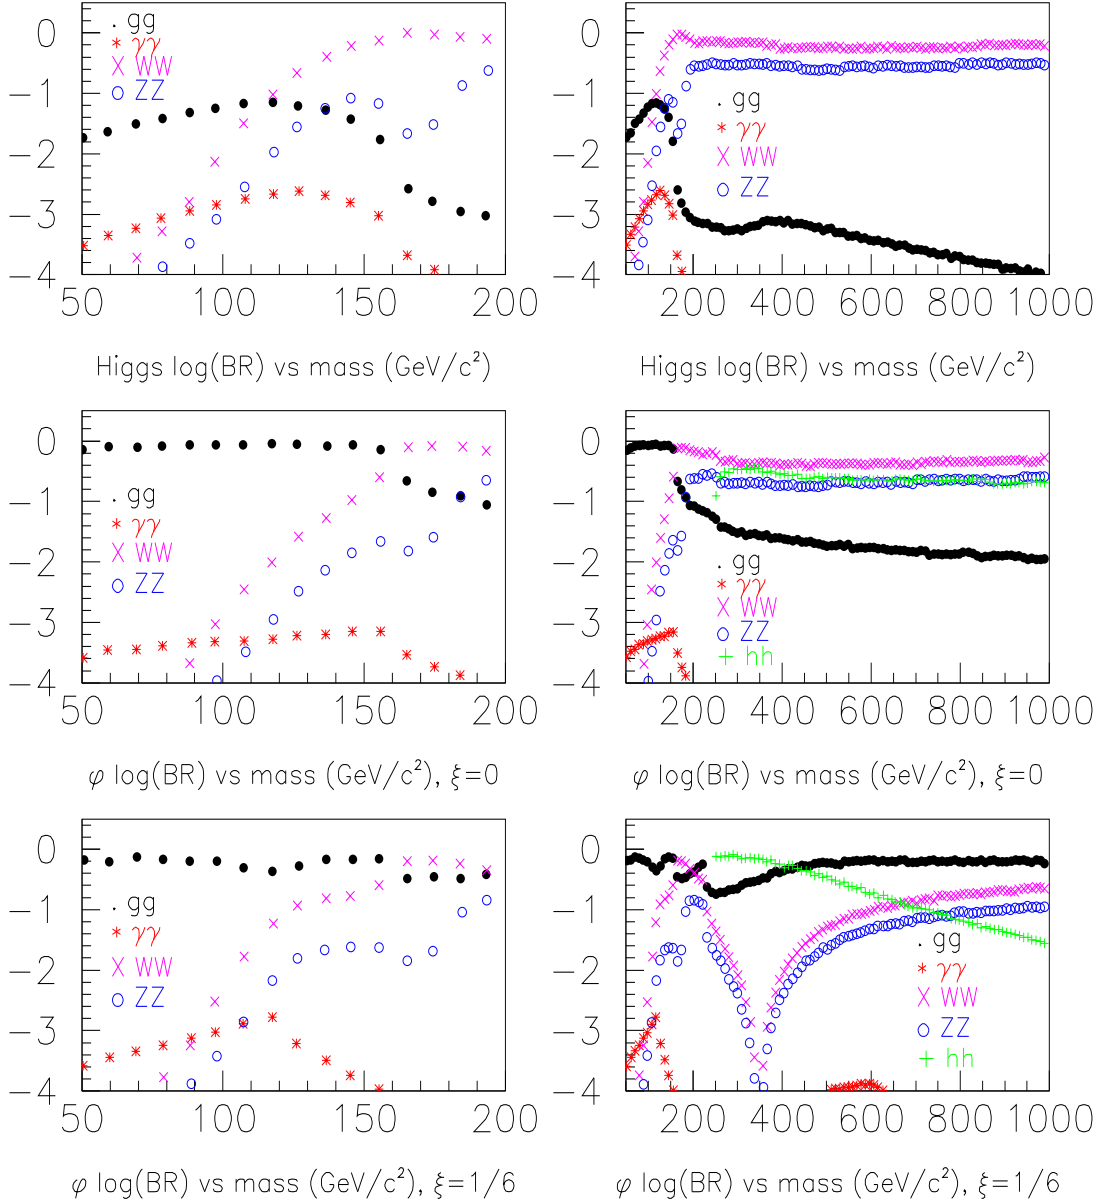 0
−1
−2
−3
−4
. gg
* γγ
× WW
o ZZ
50 100 150 200
Higgs log(BR) vs mass (GeV/c²)
0
−1
−2
−3
−4
. gg
* γγ
× WW
o ZZ
200 400 600 800 1000
Higgs log(BR) vs mass (GeV/c²)
0
−1
−2
−3
−4
. gg
* γγ
× WW
o ZZ
50 100 150 200
φ log(BR) vs mass (GeV/c²), ξ=0
0
−1
−2
−3
−4
. gg
* γγ
× WW
o ZZ
+ hh
200 400 600 800 1000
φ log(BR) vs mass (GeV/c²), ξ=0
0
−1
−2
−3
−4
. gg
* γγ
× WW
o ZZ
50 100 150 200
φ log(BR) vs mass (GeV/c²), ξ=1/6
0
−1
−2
−3
−4
. gg
* γγ
× WW
o ZZ
+ hh
200 400 600 800 1000
φ log(BR) vs mass (GeV/c²), ξ=1/6